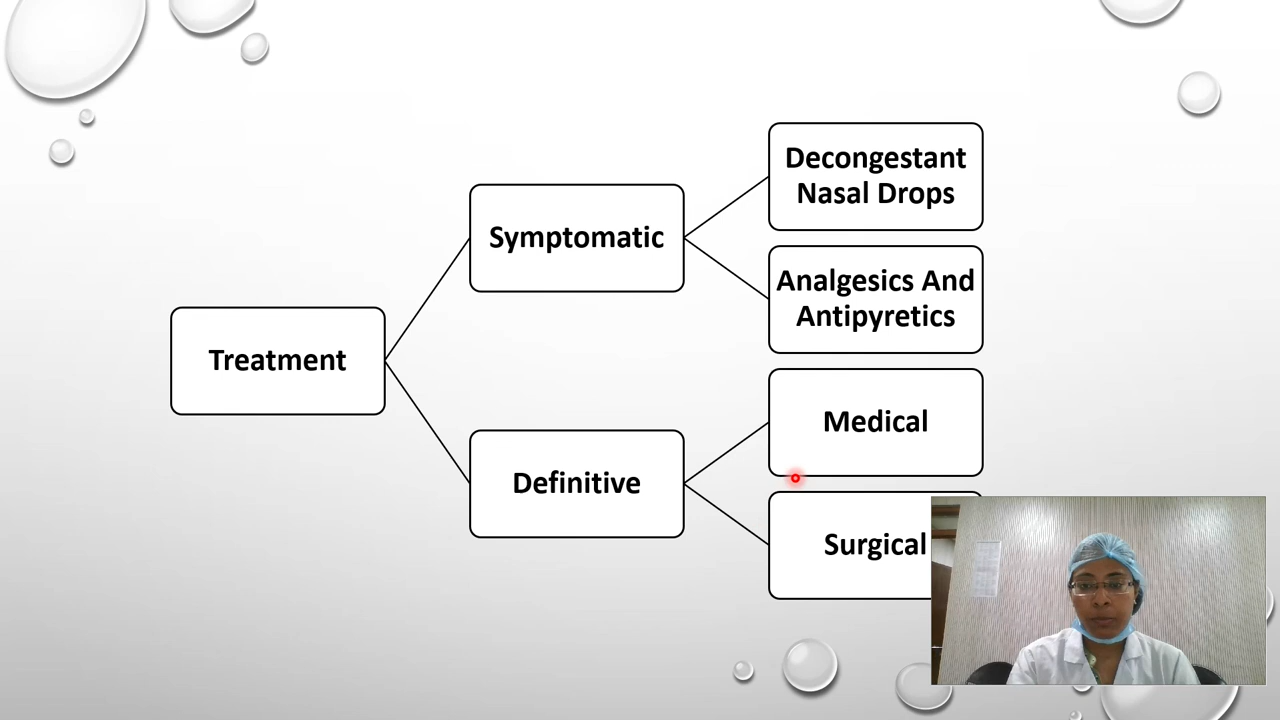 Treatment
Symptomatic
Decongestant
Nasal Drops
Analgesics And
Antipyretics
Definitive
Medical
Surgical